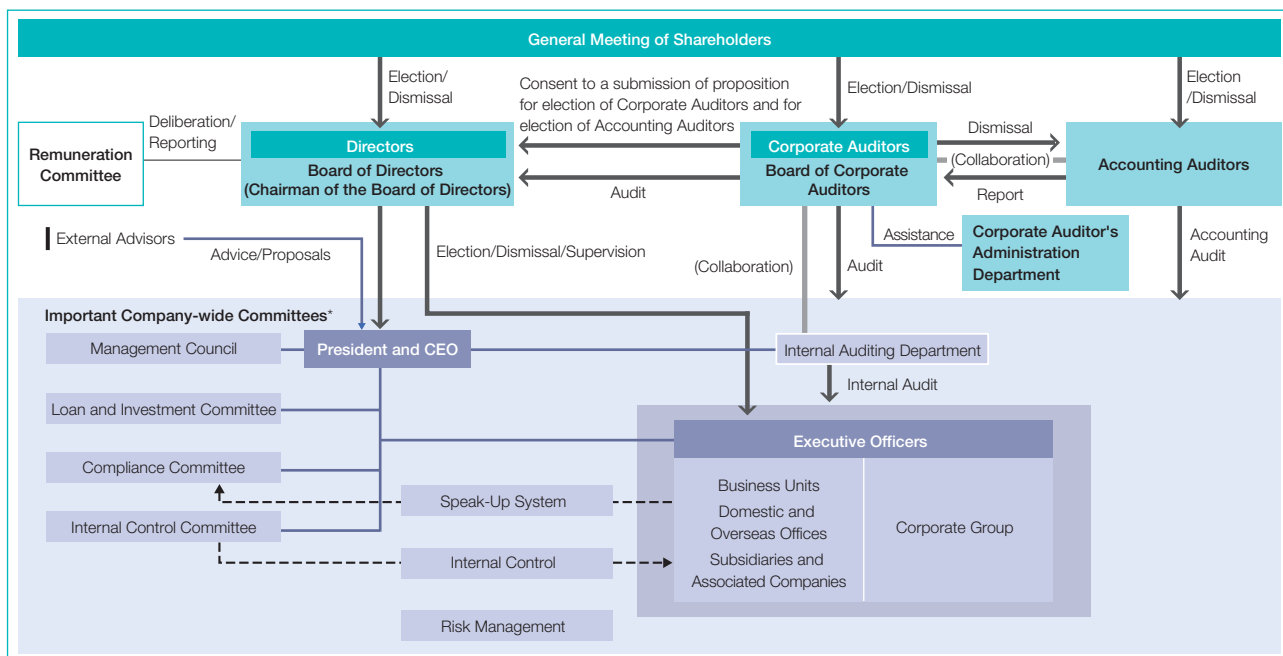 General Meeting of Shareholders
Election/
Dismissal
Consent to a submission of proposition
for election of Corporate Auditors and for
election of Accounting Auditors
Election/Dismissal
Election
/Dismissal
Deliberation/
Reporting
Remuneration
Committee
Directors
Board of Directors
(Chairman of the Board of Directors)
Audit
Corporate Auditors
Board of Corporate
Auditors
Dismissal
(Collaboration)
Report
Accounting Auditors
External Advisors
Advice/Proposals
Election/Dismissal/Supervision
(Collaboration)
Audit
Assistance
Corporate Auditor's
Administration
Department
Accounting
Audit
Important Company-wide Committees*
Management Council
President and CEO
Internal Auditing Department
Internal Audit
Loan and Investment Committee
Executive Officers
Compliance Committee
Speak-Up System
Business Units
Domestic and
Overseas Offices
Subsidiaries and
Associated Companies
Corporate Group
Internal Control Committee
Internal Control
Risk Management